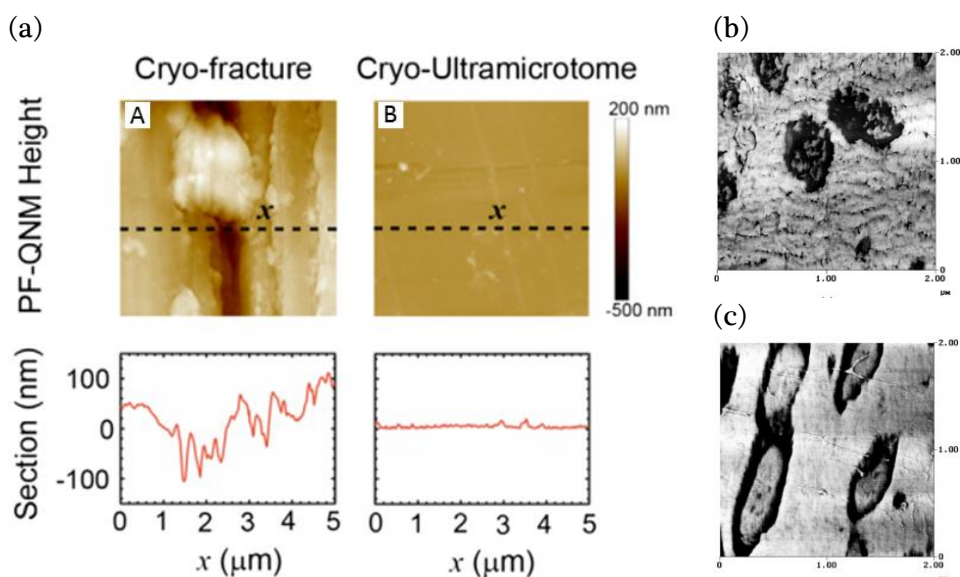 (a)
Cryo-fracture
Cryo-Ultramicrotome
PF-QNM Height
A
x
B
x
200 nm
-500 nm
Section (nm)
100
0
-100
0 1 2 3 4 5
x (μm)
0 1 2 3 4 5
x (μm)
(b)
2.00
1.00
0
0 1.00 2.00
μm
(c)
2.00
1.00
0
0 1.00 2.00